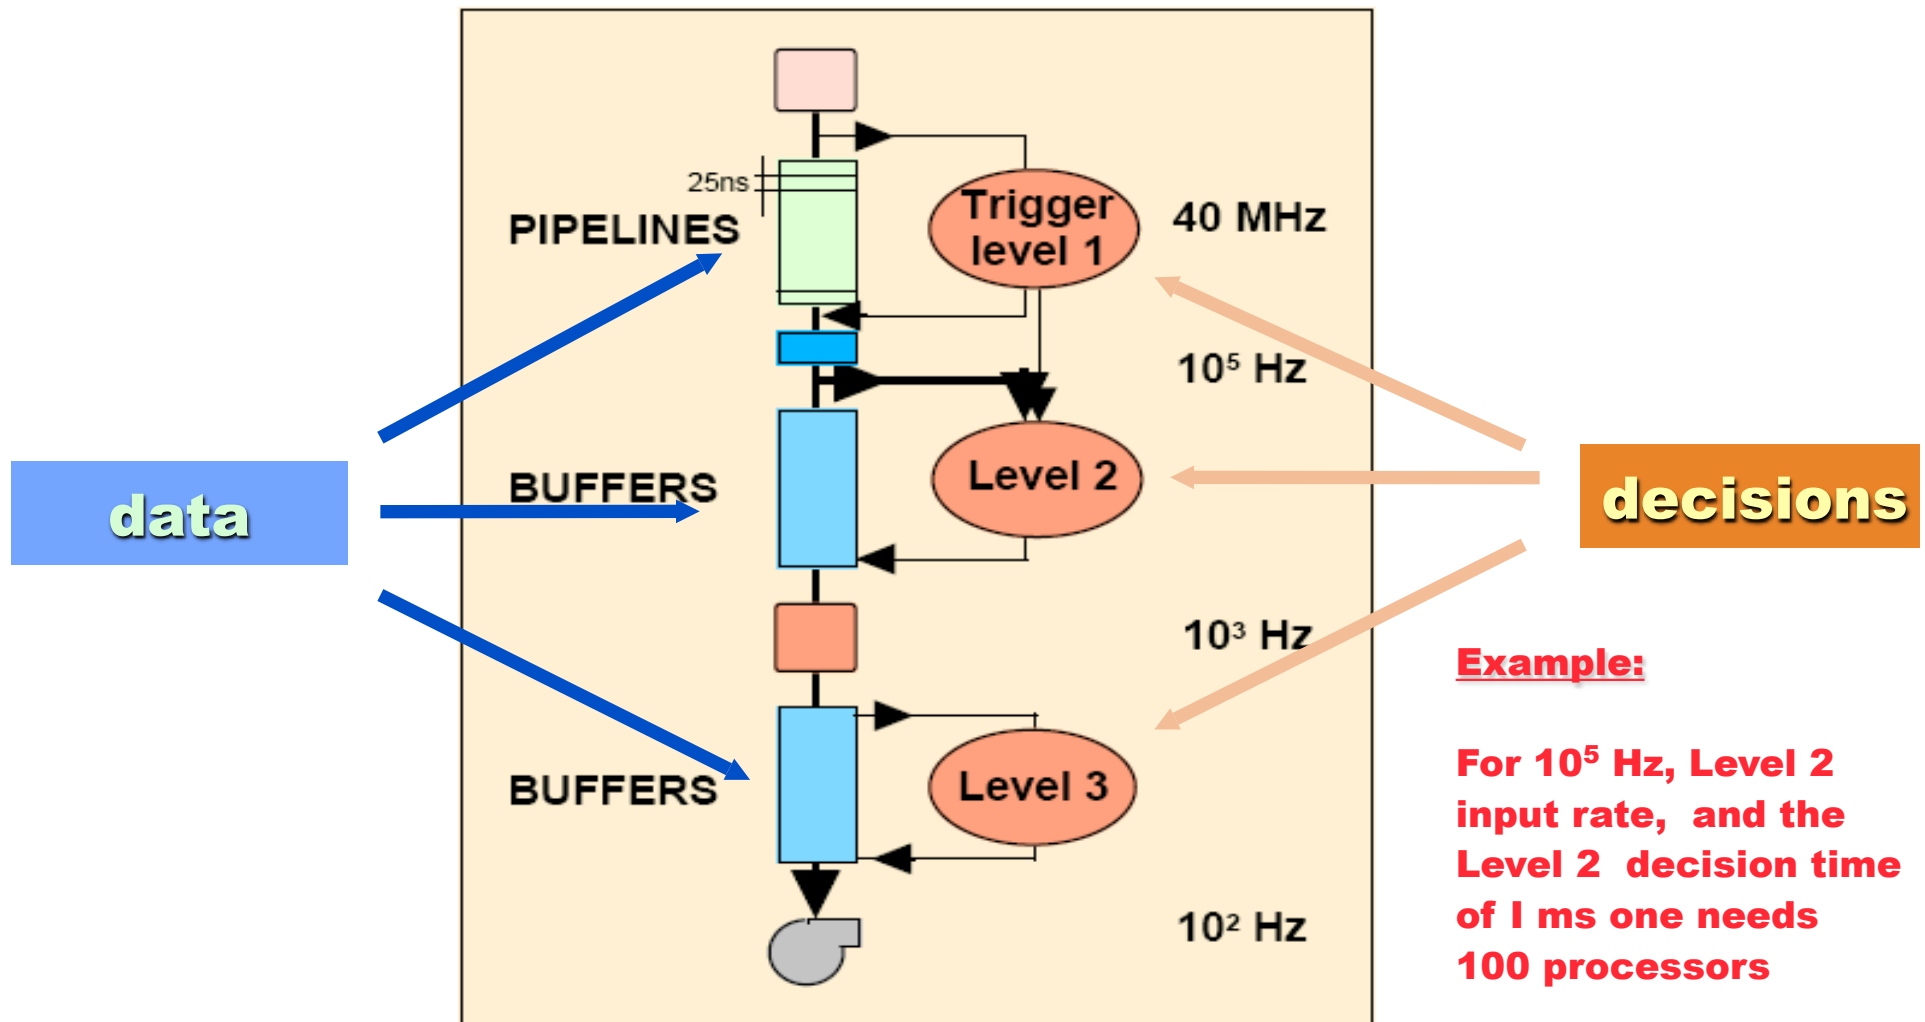 25ns
PIPELINES
Trigger
level 1
40 MHz
10⁵ Hz
data
BUFFERS
Level 2
decisions
10³ Hz
BUFFERS
Level 3
10² Hz
Example:
For 10⁵ Hz, Level 2
input rate, and the
Level 2 decision time
of I ms one needs
100 processors